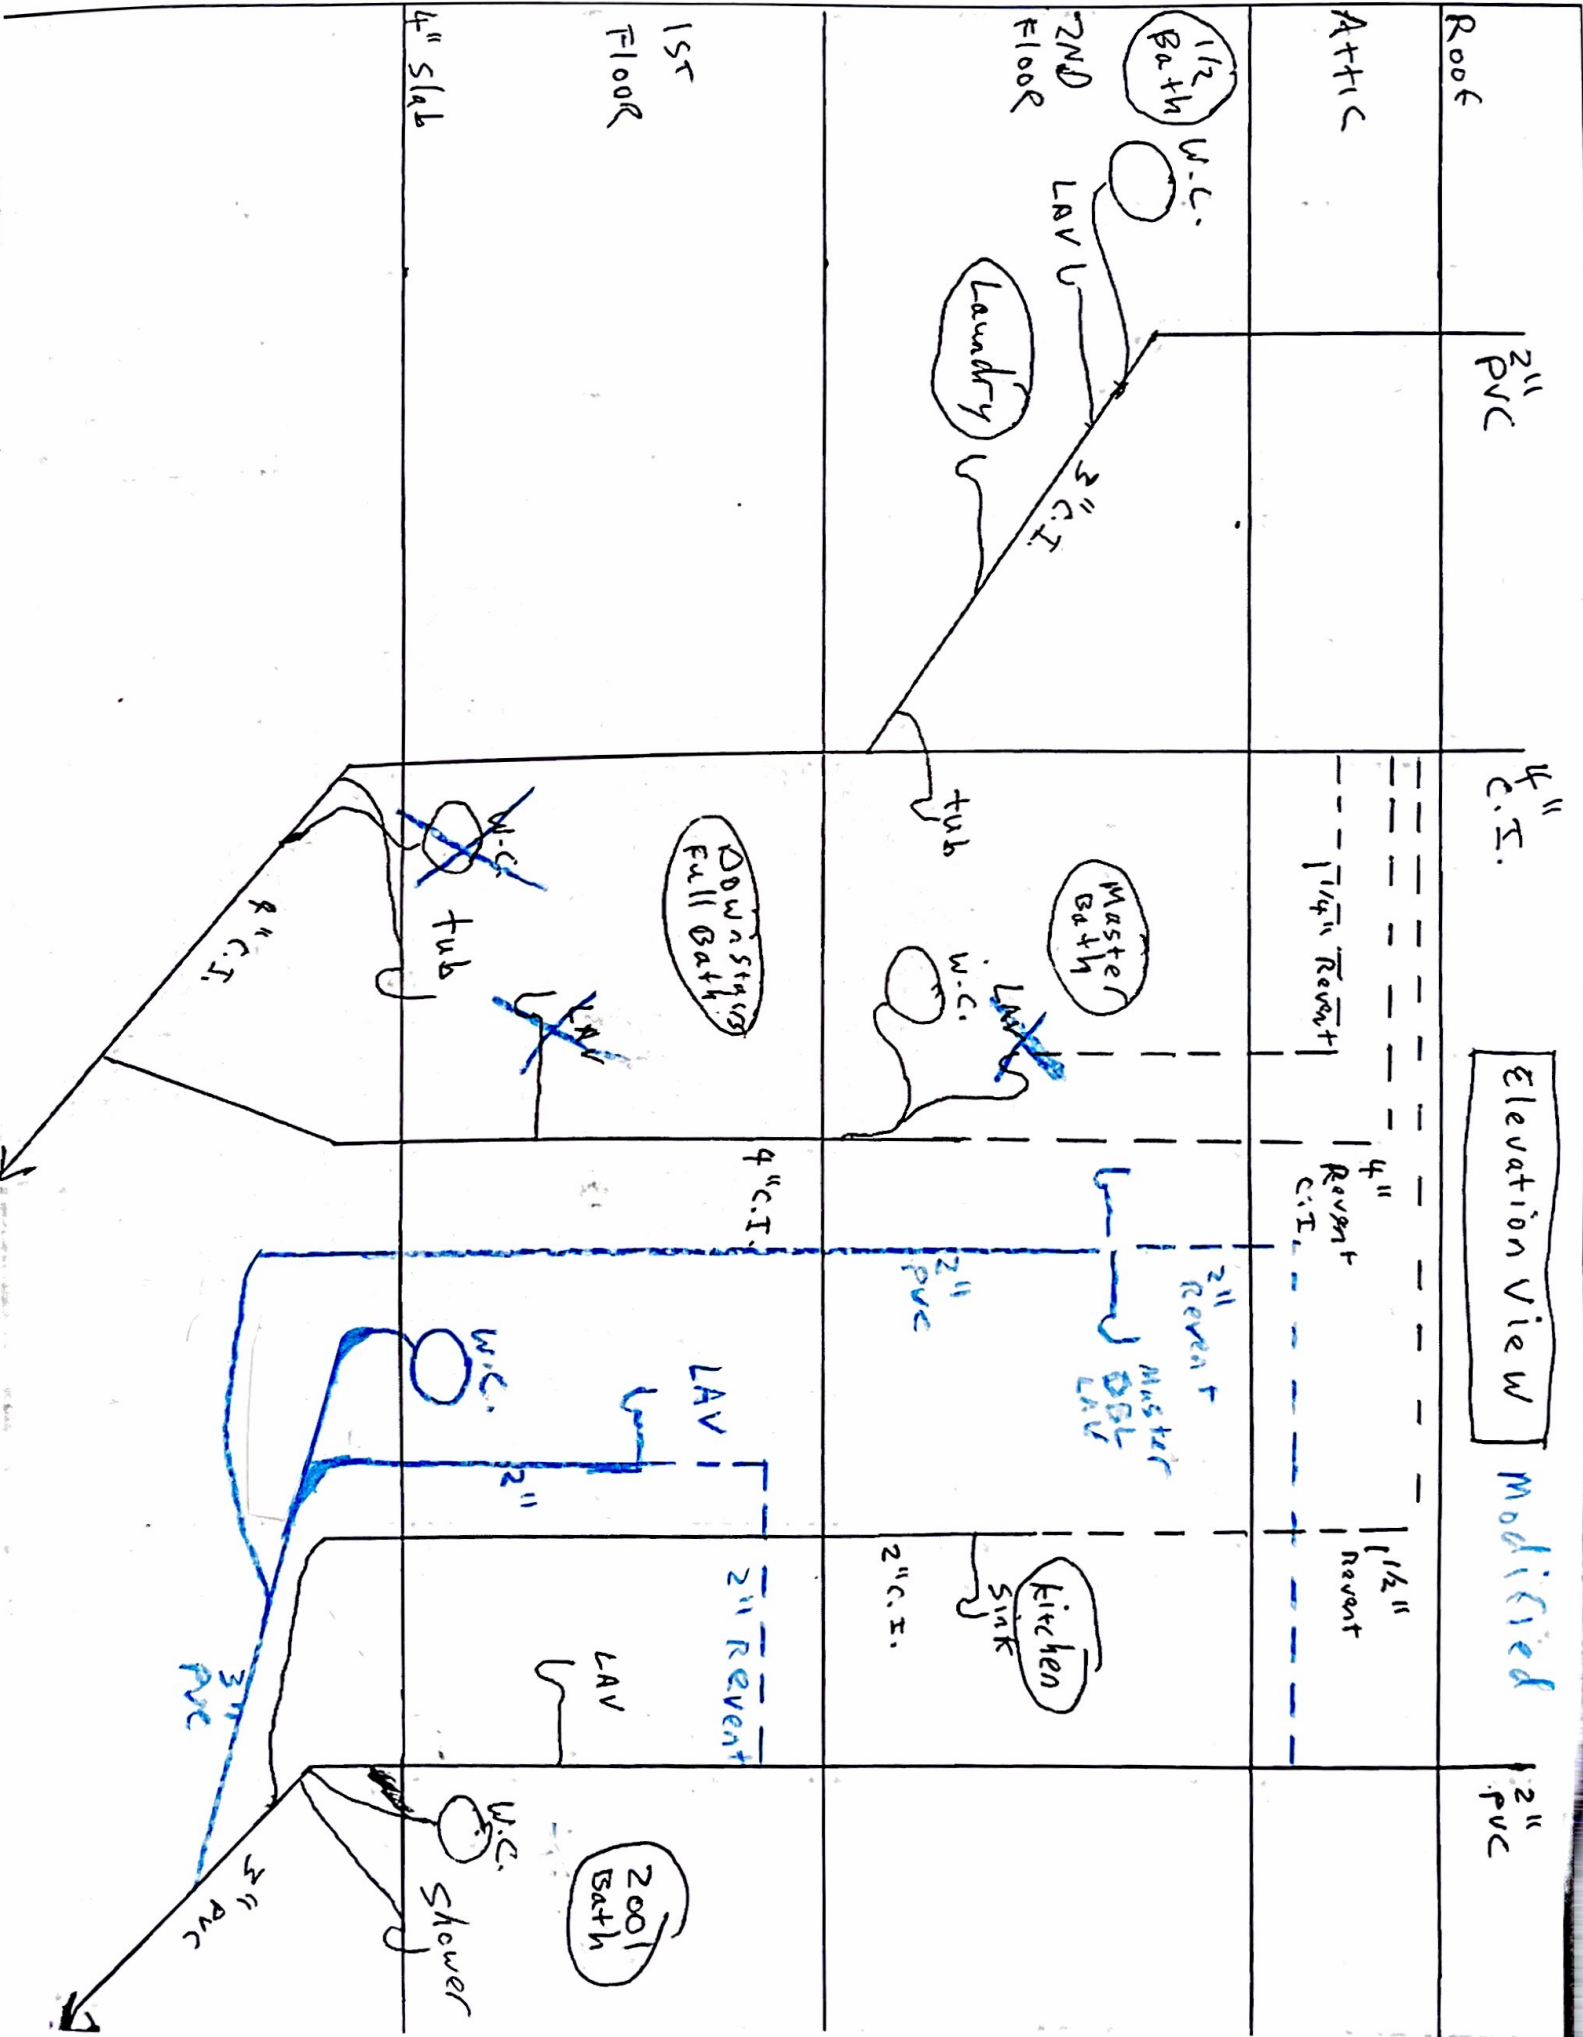 Elevation View
Modified
Roof
2"
PVC
4"
C.I.
2"
PVC
Attic
1 1/4" Revent
4"
Revent
C.I.
1 1/2"
Revent
1/2
Bath
W.C.
2ND
Floor
LAV
Laundry
3" C.I.
tub
Master
Bath
W.C.
LAV
2"
Revent
Master
DBL
LAV
2"
PVC
Kitchen
Sink
2" C.I.
1ST
Floor
Downstairs
Full Bath
W.C.
tub
LAV
4" C.I.
LAV
W.C.
2"
2" Revent
LAV
2001
Bath
W.C.
Shower
4" Slab
4" C.I.
3"
PVC
3" PVC